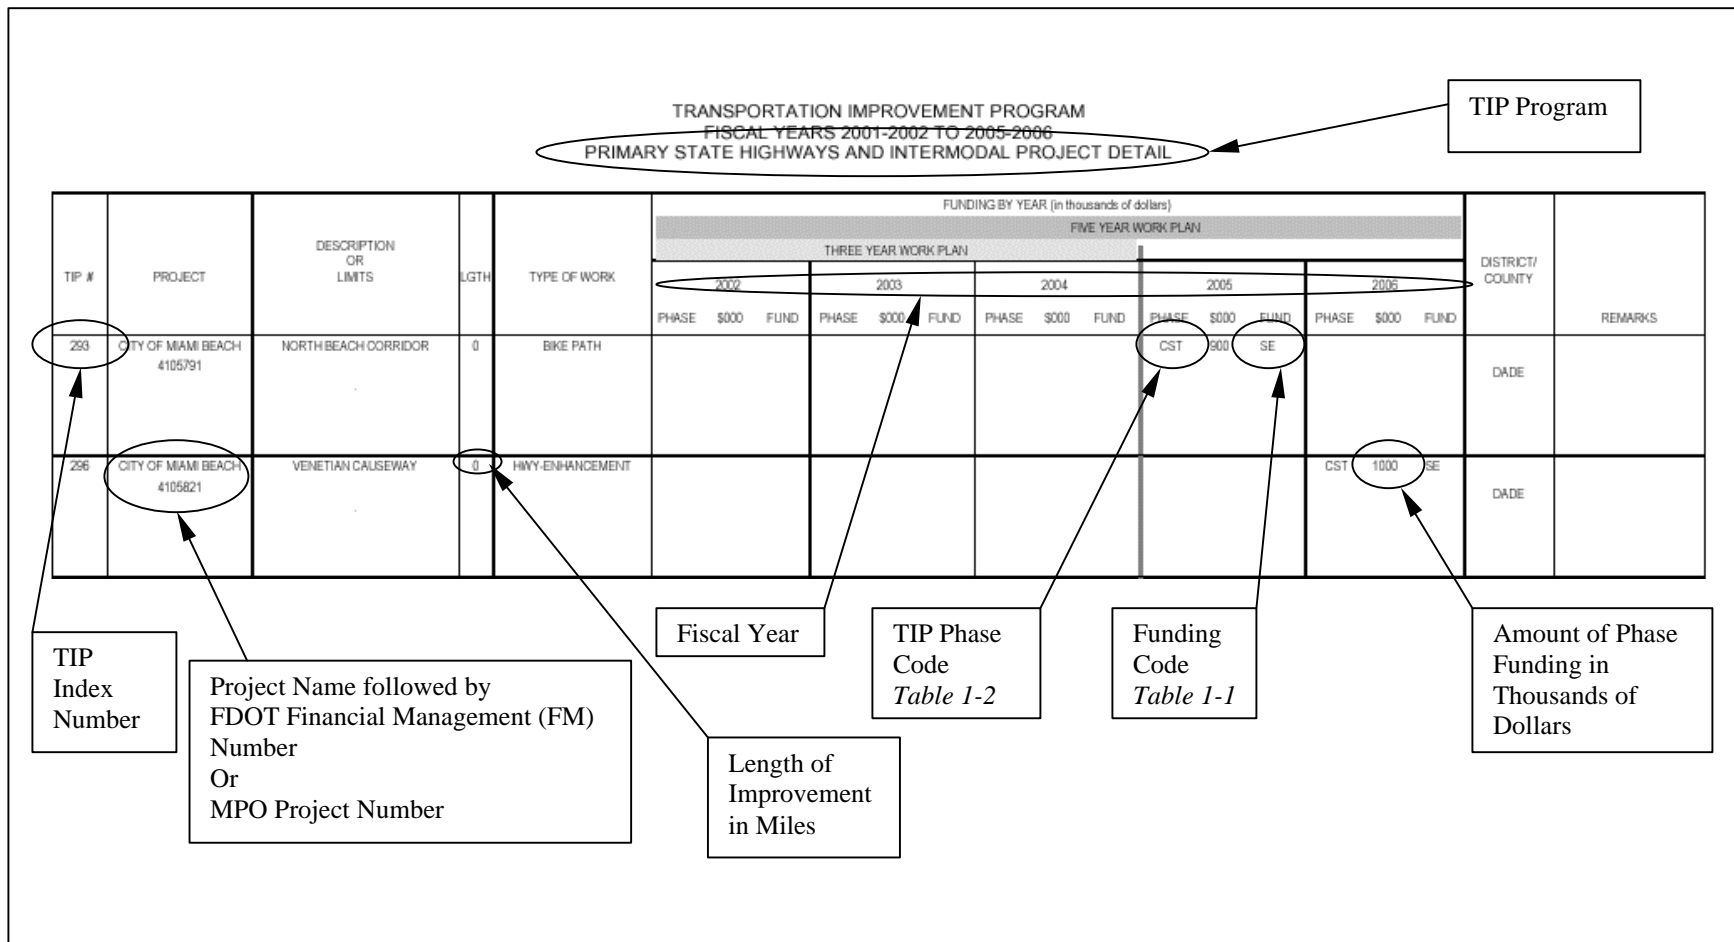 TRANSPORTATION IMPROVEMENT PROGRAM
FISCAL YEARS 2001-2002 TO 2005-2006
PRIMARY STATE HIGHWAYS AND INTERMODAL PROJECT DETAIL
TIP Program
FUNDING BY YEAR (in thousands of dollars)
FIVE YEAR WORK PLAN
THREE YEAR WORK PLAN
TIP # PROJECT DESCRIPTION OR LIMITS LGTH TYPE OF WORK 2002 2003 2004 2005 2006 DISTRICT/ COUNTY REMARKS
PHASE $000 FUND PHASE $000 FUND PHASE $000 FUND PHASE $000 FUND PHASE $000 FUND
293 CITY OF MIAMI BEACH NORTH BEACH CORRIDOR 0 BIKE PATH CST 900 SE
4105791
DADE
296 CITY OF MIAMI BEACH VENETIAN CAUSEWAY 0 HWY-ENHANCEMENT CST 1000 SE
4105821
DADE
TIP
Index
Number
Project Name followed by
FDOT Financial Management (FM)
Number
Or
MPO Project Number
Length of
Improvement
in Miles
Fiscal Year
TIP Phase
Code
Table 1-2
Funding
Code
Table 1-1
Amount of Phase
Funding in
Thousands of
Dollars